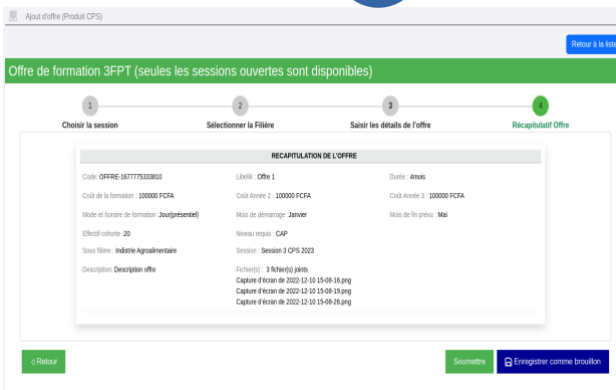 Ajout d'offre (Produit CPS)
Retour à la liste
Offre de formation 3FPT (seules les sessions ouvertes sont disponibles)
1 2 3 4
Choisir la session Sélectionner la Filière Saisir les détails de l'offre Récapitulatif Offre
RECAPITULATION DE L'OFFRE
Code: OFFRE-1677775333810 Libellé : Offre 1 Durée : 4mois
Coût de la formation : 100000 FCFA Coût Année 2 : 100000 FCFA Coût Année 3 : 100000 FCFA
Mode et horaire de formation :Jour(présentiel) Mois de démarrage :Janvier Mois de fin prévu : Mai
Effectif cohorte :20 Niveau requis : CAP
Sous filière : Indistrie Agroalimentaire Session : Session 3 CPS 2023
Description: Description offre Fichier(s) : 3 fichier(s) joints
Capture d'écran de 2022-12-10 15-08-16.png
Capture d'écran de 2022-12-10 15-08-19.png
Capture d'écran de 2022-12-10 15-08-26.png
Retour Soumettre Enregistrer comme brouillon